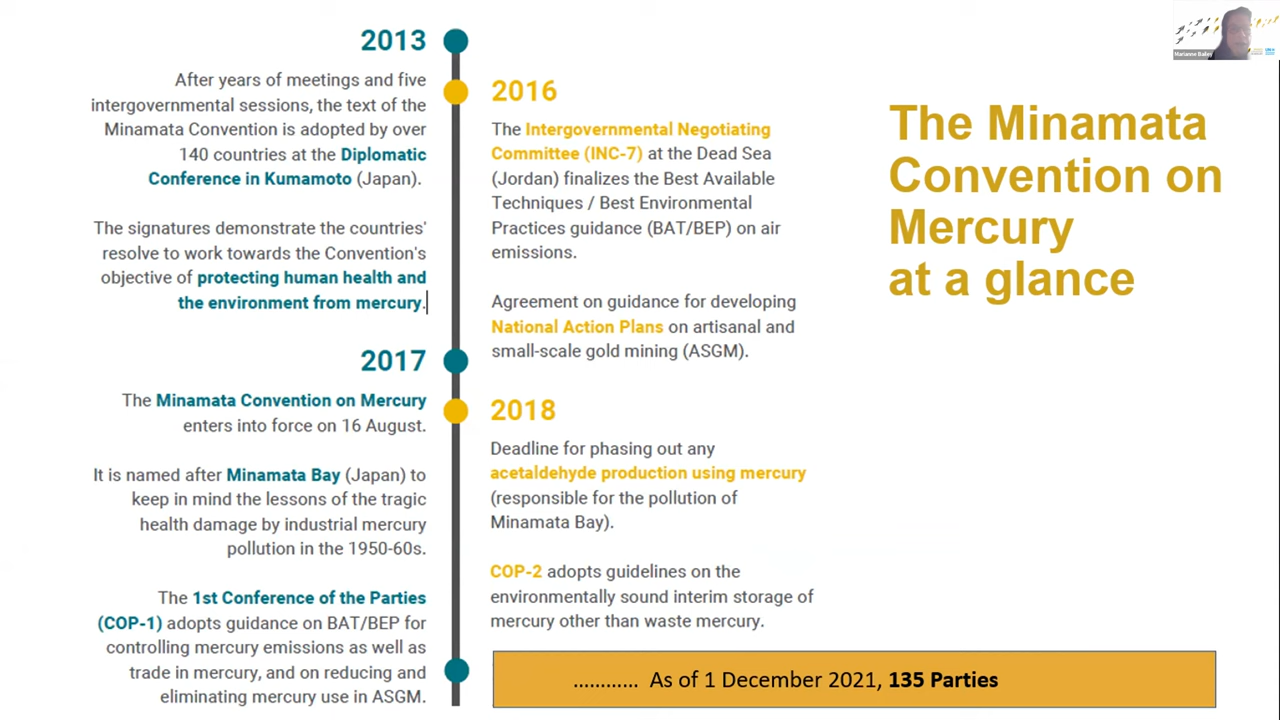 2013
After years of meetings and five
intergovernmental sessions, the text of the
Minamata Convention is adopted by over
140 countries at the Diplomatic
Conference in Kumamoto (Japan).
The signatures demonstrate the countries'
resolve to work towards the Convention's
objective of protecting human health and
the environment from mercury.
2016
The Intergovernmental Negotiating
Committee (INC-7) at the Dead Sea
(Jordan) finalizes the Best Available
Techniques / Best Environmental
Practices guidance (BAT/BEP) on air
emissions.
Agreement on guidance for developing
National Action Plans on artisanal and
small-scale gold mining (ASGM).
2017
The Minamata Convention on Mercury
enters into force on 16 August.
It is named after Minamata Bay (Japan) to
keep in mind the lessons of the tragic
health damage by industrial mercury
pollution in the 1950-60s.
The 1st Conference of the Parties
(COP-1) adopts guidance on BAT/BEP for
controlling mercury emissions as well as
trade in mercury, and on reducing and
eliminating mercury use in ASGM.
2018
Deadline for phasing out any
acetaldehyde production using mercury
(responsible for the pollution of
Minamata Bay).
COP-2 adopts guidelines on the
environmentally sound interim storage of
mercury other than waste mercury.
............ As of 1 December 2021, 135 Parties
The Minamata
Convention on
Mercury
at a glance
Marianne Bailey